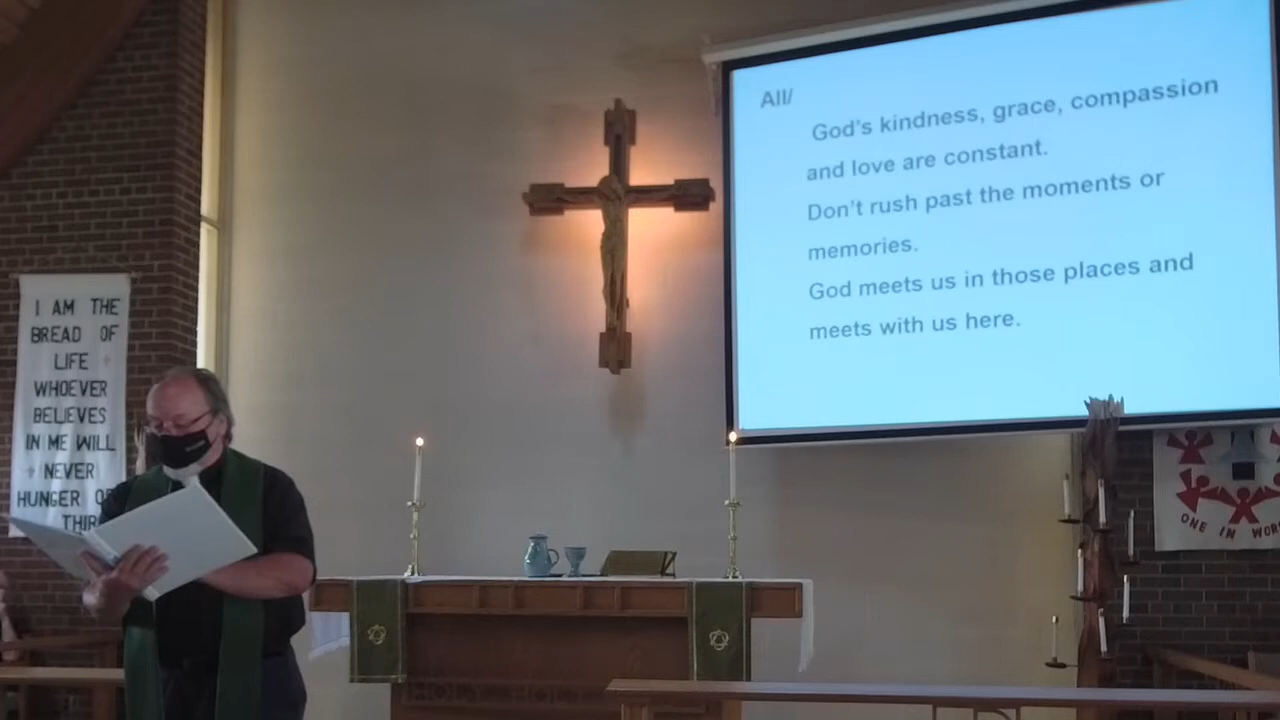 All/
God's kindness, grace, compassion
and love are constant.
Don't rush past the moments or
memories.
God meets us in those places and
meets with us here.
I AM THE
BREAD OF
LIFE
WHOEVER
BELIEVES
IN ME WILL
NEVER
HUNGER
ONE IN
HOLY HOLY